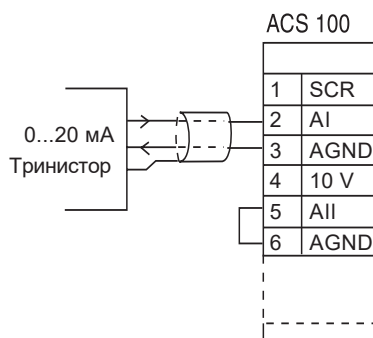 ACS 100
1 SCR
2 AI
3 AGND
4 10 V
5 AII
6 AGND
0...20 мА
Тринистор